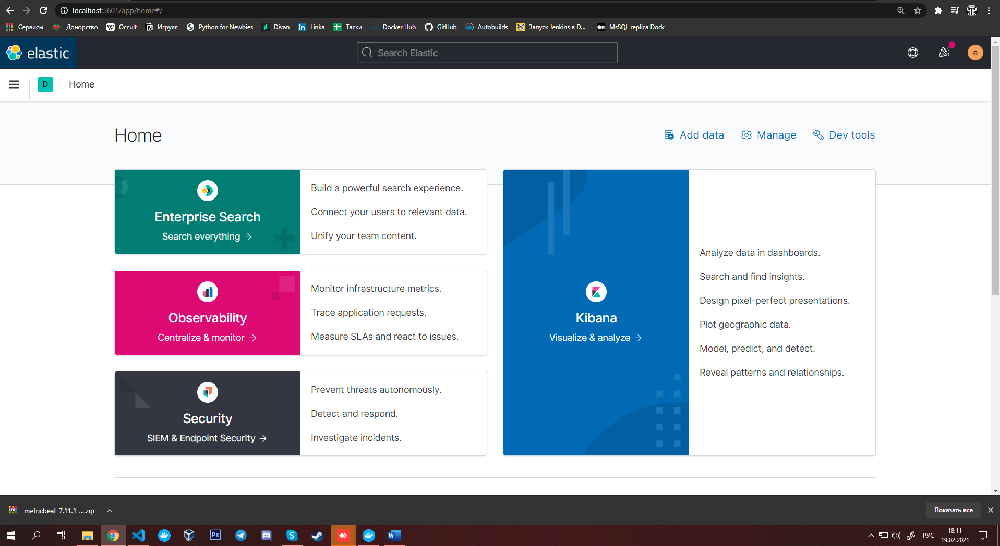 localhost:5601/app/home#/
Сервисы
Донорство
Occult
Игруля
Python for Newbies
Divan
Linka
Таски
Docker Hub
GitHub
Autobuilds
Запуск Jenkins в D...
MsSQL replica Dock
elastic
Search Elastic
e
D
Home
Home
Add data
Manage
Dev tools
Enterprise Search
Search everything →
Build a powerful search experience.
Connect your users to relevant data.
Unify your team content.
Observability
Centralize & monitor →
Monitor infrastructure metrics.
Trace application requests.
Measure SLAs and react to issues.
Security
SIEM & Endpoint Security →
Prevent threats autonomously.
Detect and respond.
Investigate incidents.
Kibana
Visualize & analyze →
Analyze data in dashboards.
Search and find insights.
Design pixel-perfect presentations.
Plot geographic data.
Model, predict, and detect.
Reveal patterns and relationships.
metricbeat-7.11.1-....zip
Показать все
Ps
РУС
18:11
19.02.2021